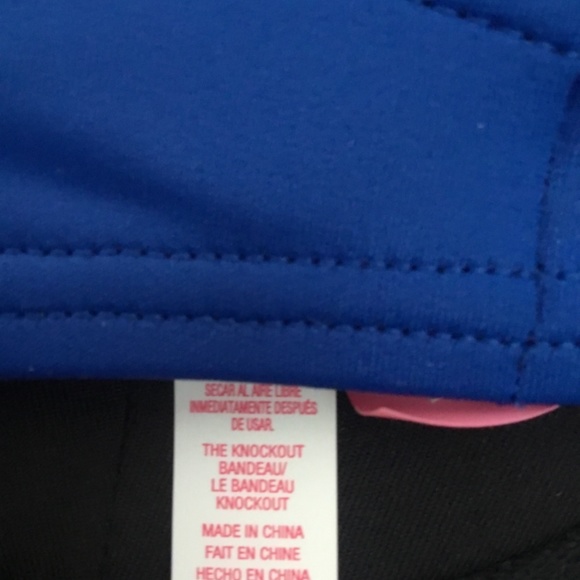 SECAR AL AIRE LIBRE
INMEDIATAMENTE DESPUÉS
DE USAR.
THE KNOCKOUT
BANDEAU/
LE BANDEAU
KNOCKOUT
MADE IN CHINA
FAIT EN CHINE
HECHO EN CHINA